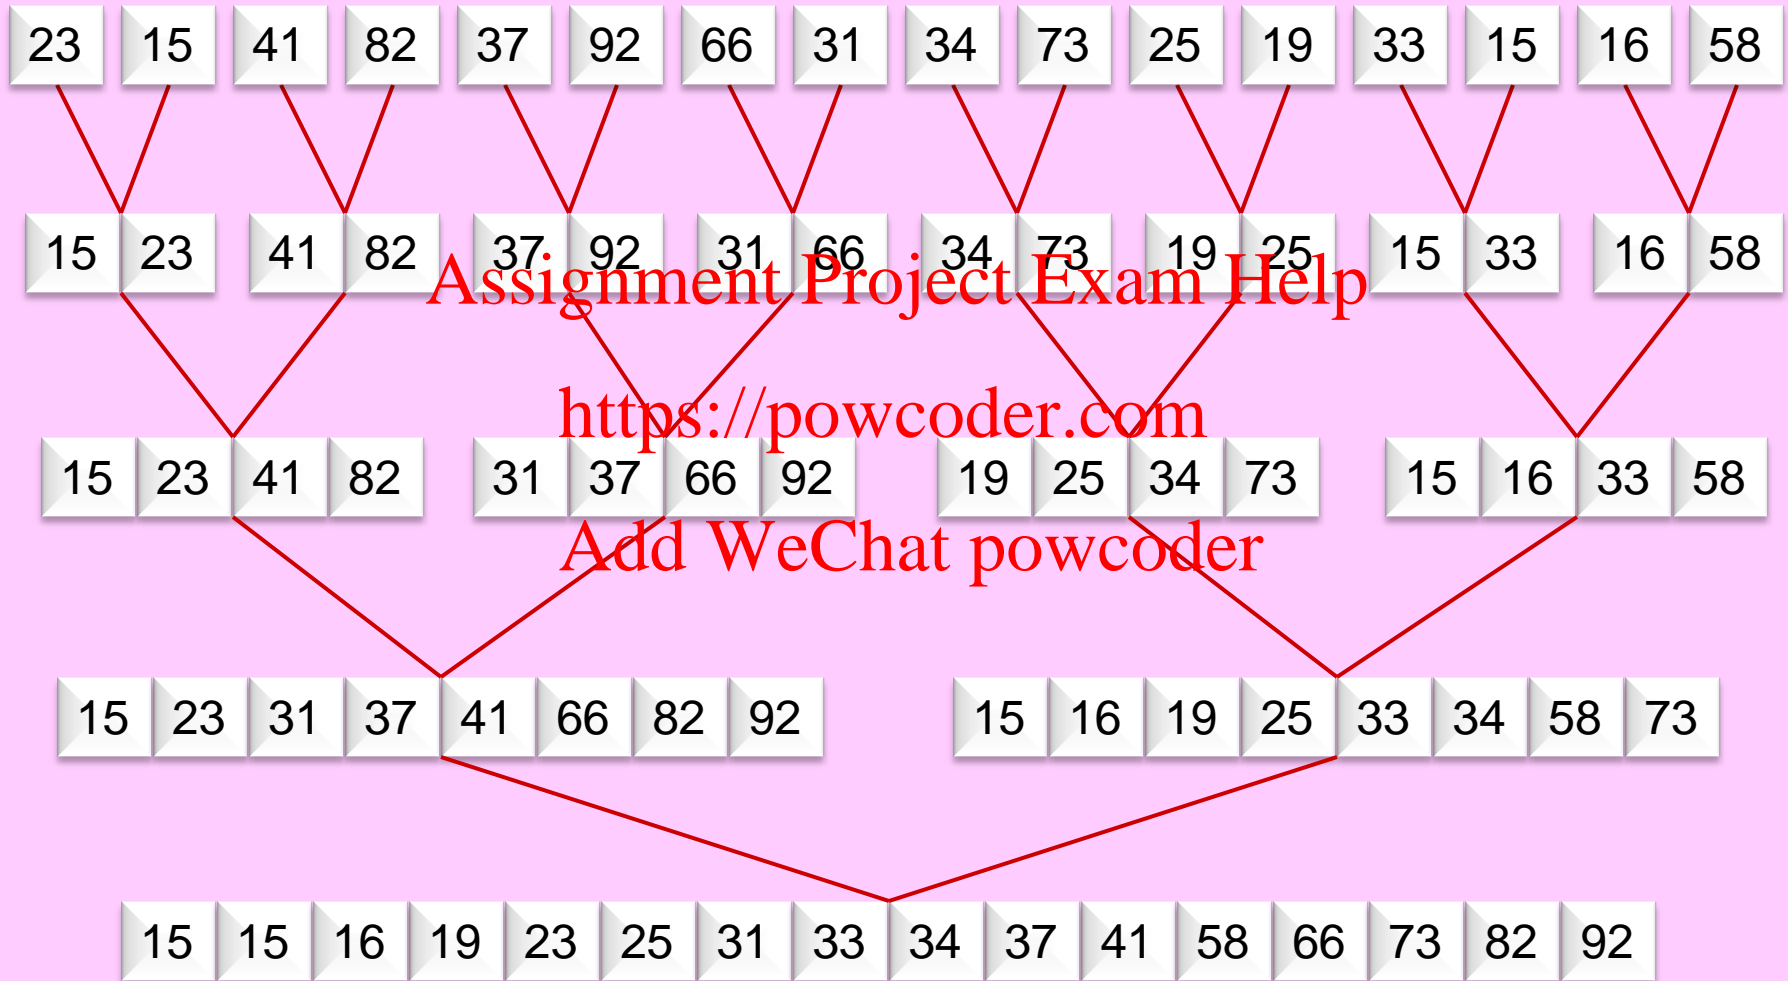 23 15 41 82 37 92 66 31 34 73 25 19 33 15 16 58
15 23 41 82 37 92 31 66 34 73 19 25 15 33 16 58
Assignment Project Exam Help
https://powcoder.com
15 23 41 82 31 37 66 92 19 25 34 73 15 16 33 58
Add WeChat powcoder
15 23 31 37 41 66 82 92 15 16 19 25 33 34 58 73
15 15 16 19 23 25 31 33 34 37 41 58 66 73 82 92